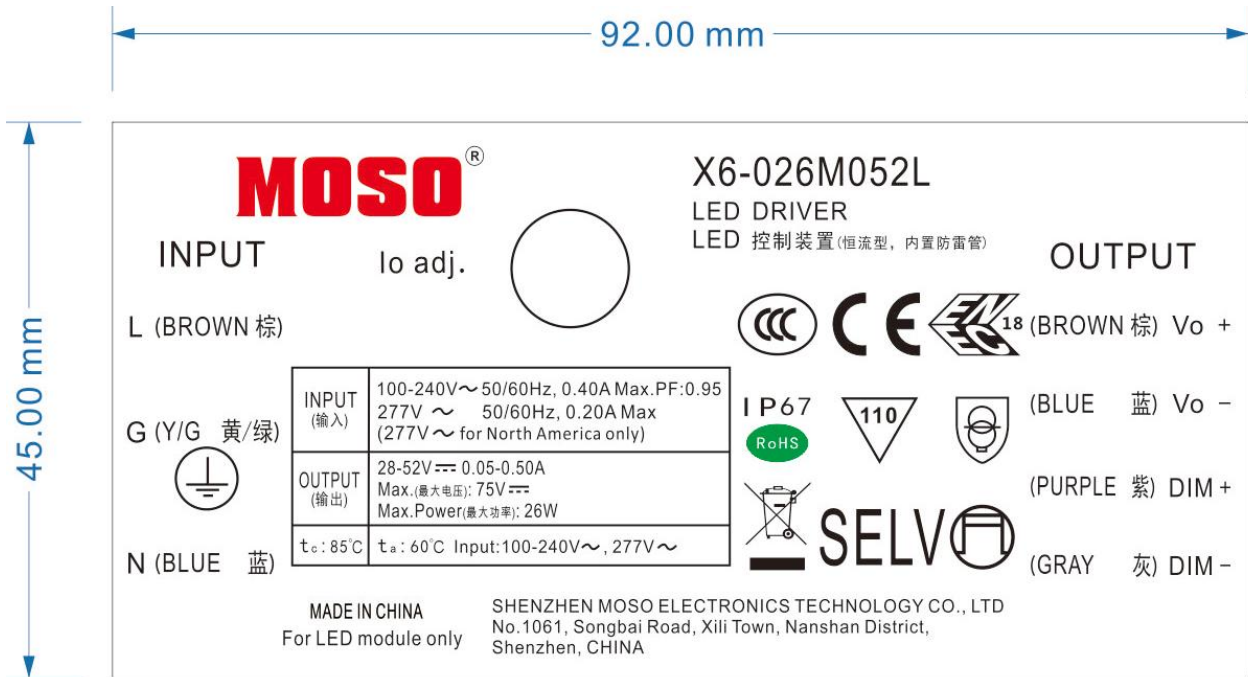 92.00 mm
45.00 mm
MOSO®
X6-026M052L
LED DRIVER
LED 控制装置(恒流型，内置防雷管)
INPUT
Io adj.
OUTPUT
L (BROWN 棕)
G (Y/G 黄/绿)
N (BLUE 蓝)
INPUT
(输入)
100-240V～50/60Hz, 0.40A Max.PF:0.95
277V ～ 50/60Hz, 0.20A Max
(277V ～ for North America only)
OUTPUT
(输出)
28-52V⎓ 0.05-0.50A
Max.(最大电压): 75V⎓
Max.Power(最大功率): 26W
tc: 85℃
ta: 60℃ Input:100-240V～, 277V～
CCC
CE
ENEC
18
IP67
RoHS
110
SELV
(BROWN 棕) Vo +
(BLUE 蓝) Vo −
(PURPLE 紫) DIM +
(GRAY 灰) DIM −
MADE IN CHINA
For LED module only
SHENZHEN MOSO ELECTRONICS TECHNOLOGY CO., LTD
No.1061, Songbai Road, Xili Town, Nanshan District,
Shenzhen, CHINA